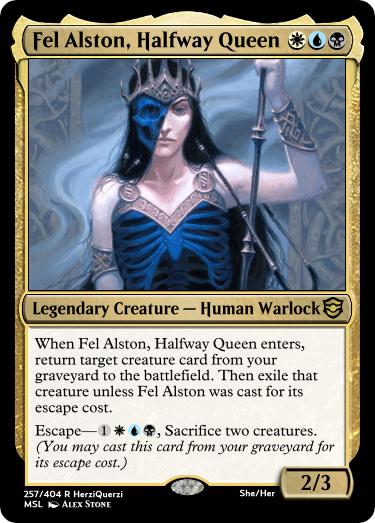 Fel Alston, Halfway Queen
Legendary Creature — Human Warlock
When Fel Alston, Halfway Queen enters,
return target creature card from your
graveyard to the battlefield. Then exile that
creature unless Fel Alston was cast for its
escape cost.
Escape—1, Sacrifice two creatures.
(You may cast this card from your graveyard for
its escape cost.)
2/3
257/404 R HerziQuerzi
She/Her
MSL ALEX STONE